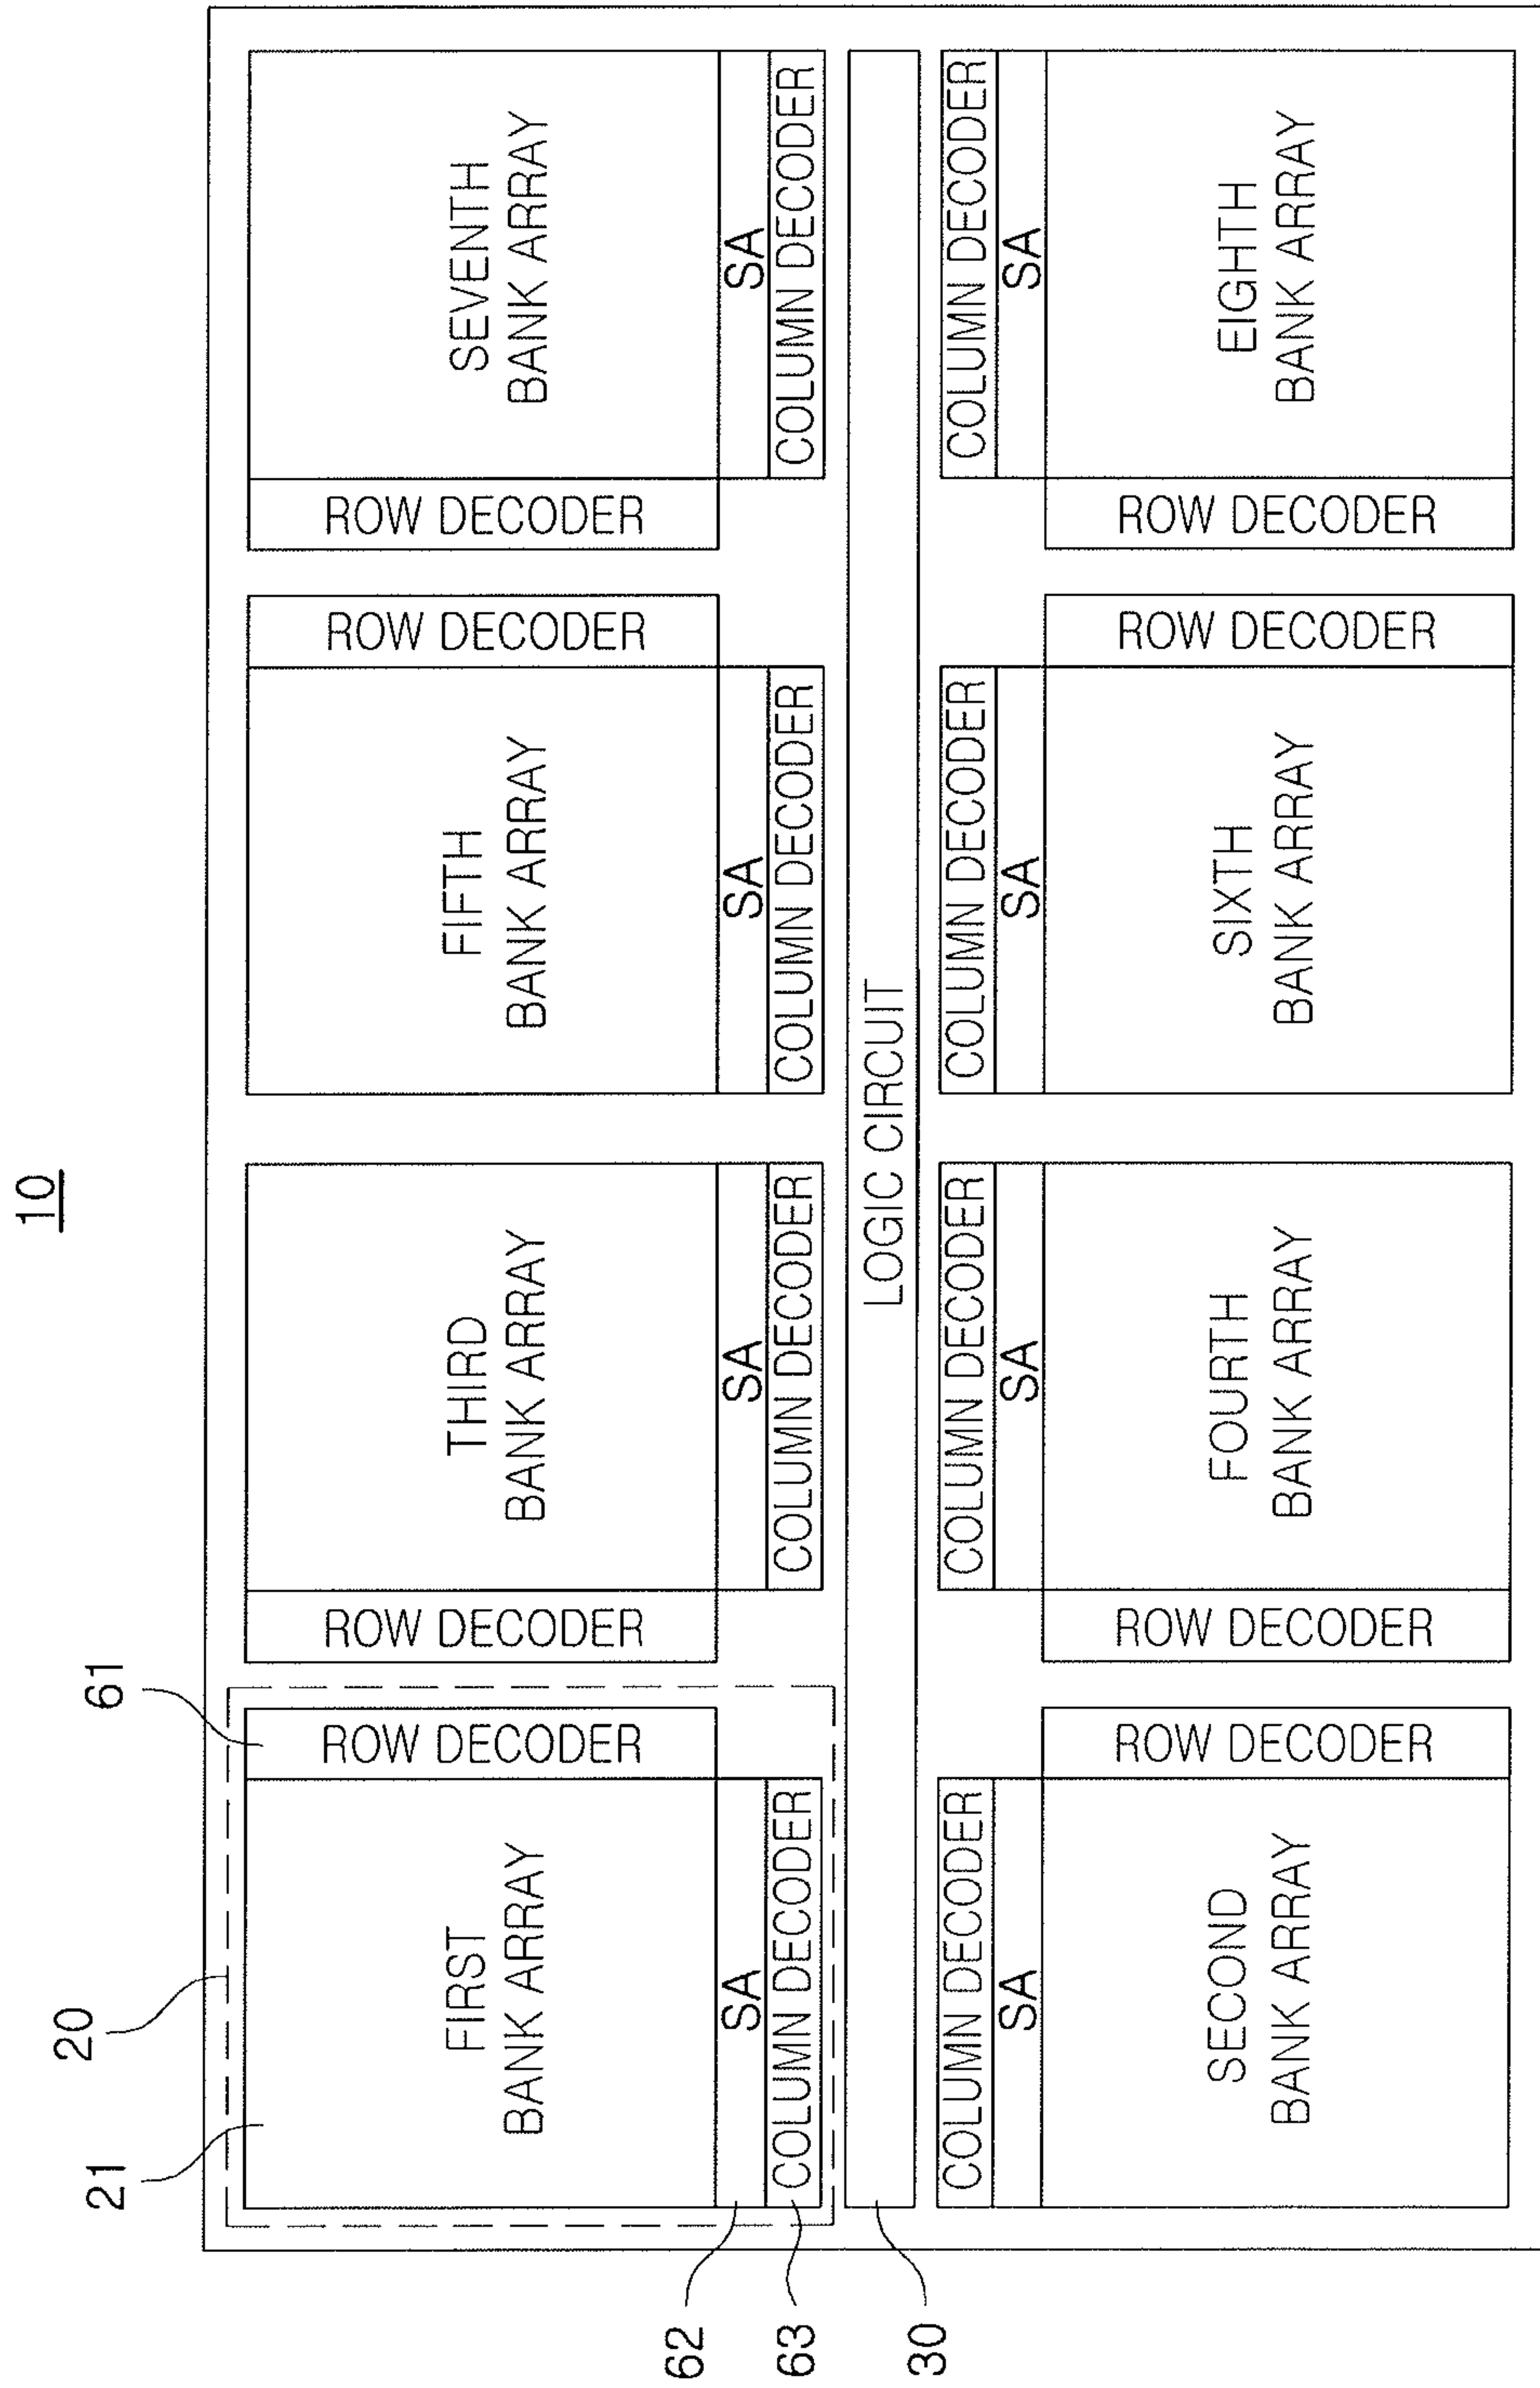 10
20
21
61
FIRST
BANK ARRAY
ROW DECODER
SA
COLUMN DECODER
62
63
30
ROW DECODER
THIRD
BANK ARRAY
SA
COLUMN DECODER
FIFTH
BANK ARRAY
ROW DECODER
SA
COLUMN DECODER
ROW DECODER
SEVENTH
BANK ARRAY
SA
COLUMN DECODER
LOGIC CIRCUIT
COLUMN DECODER
SA
SECOND
BANK ARRAY
ROW DECODER
COLUMN DECODER
SA
ROW DECODER
FOURTH
BANK ARRAY
COLUMN DECODER
SA
SIXTH
BANK ARRAY
ROW DECODER
COLUMN DECODER
SA
ROW DECODER
EIGHTH
BANK ARRAY